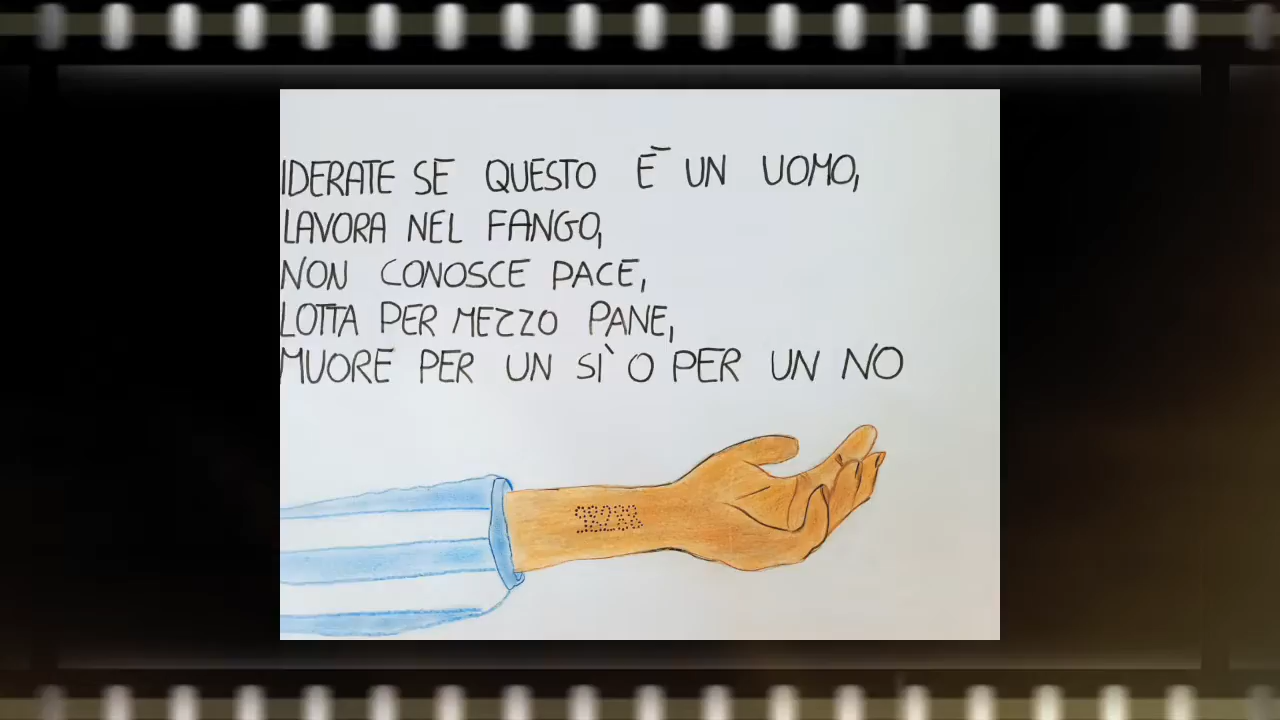 IDERATE SE QUESTO È UN UOMO,
LAVORA NEL FANGO,
NON CONOSCE PACE,
LOTTA PER MEZZO PANE,
MUORE PER UN SÌ O PER UN NO